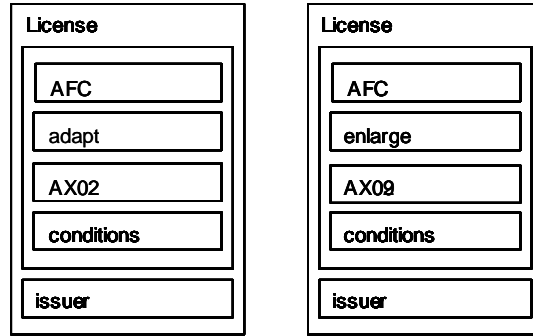 License
AFC
adapt
AX02
conditions
issuer
License
AFC
enlarge
AX09
conditions
issuer